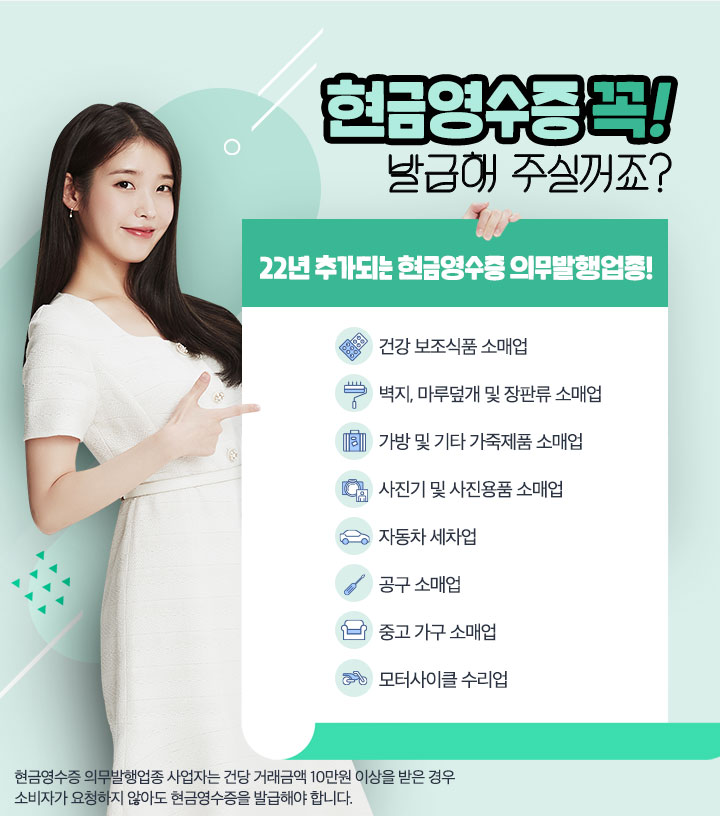 현금영수증 꼭!
발급해 주실꺼죠?
22년 추가되는 현금영수증 의무발행업종!
건강 보조식품 소매업
벽지, 마루덮개 및 장판류 소매업
가방 및 기타 가죽제품 소매업
사진기 및 사진용품 소매업
자동차 세차업
공구 소매업
중고 가구 소매업
모터사이클 수리업
현금영수증 의무발행업종 사업자는 건당 거래금액 10만원 이상을 받은 경우
소비자가 요청하지 않아도 현금영수증을 발급해야 합니다.